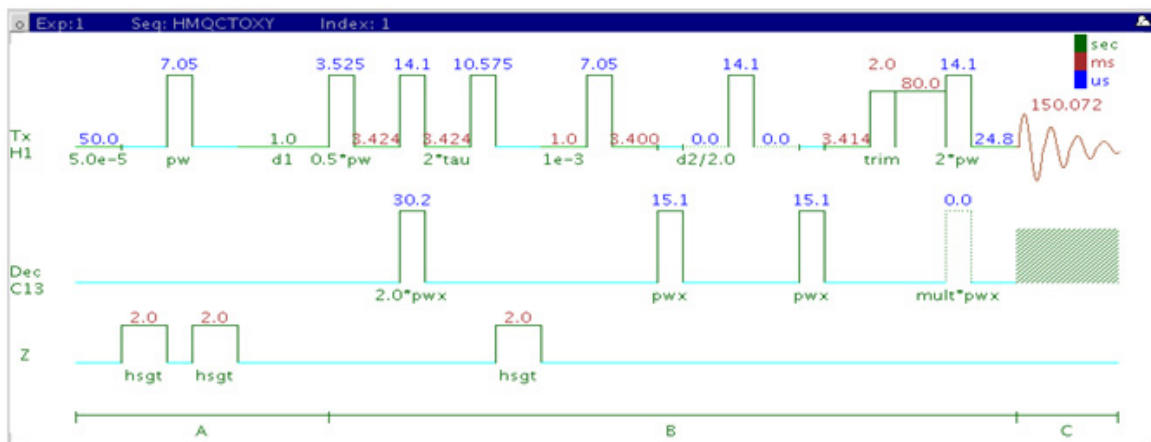 Exp:1 Seq: HMQCTOXY Index: 1
sec
ms
us
7.05 3.525 14.1 10.575 7.05 14.1 2.0 80.0 14.1 150.072
Tx
H1
50.0 1.0 3.424 3.424 1.0 3.400 0.0 0.0 3.414 24.8
5.0e-5 pw d1 0.5*pw 2*tau 1e-3 d2/2.0 trim 2*pw
30.2 15.1 15.1 0.0
Dec
C13
2.0*pwx pwx pwx mult*pwx
2.0 2.0 2.0
Z
hsgt hsgt hsgt
A B C